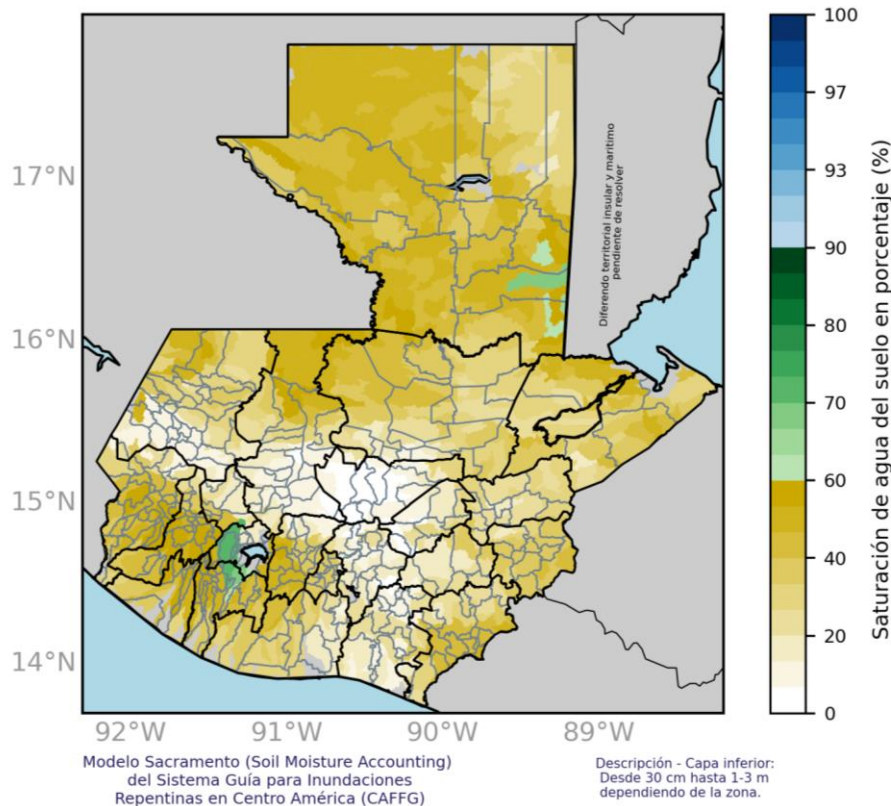 17°N
16°N
15°N
14°N
92°W
91°W
90°W
89°W
Diferendo territorial insular y marítimo
pendiente de resolver
100
97
93
90
80
70
60
40
20
0
Saturación de agua del suelo en porcentaje (%)
Modelo Sacramento (Soil Moisture Accounting)
del Sistema Guía para Inundaciones
Repentinas en Centro América (CAFFG)
Descripción - Capa inferior:
Desde 30 cm hasta 1-3 m
dependiendo de la zona.